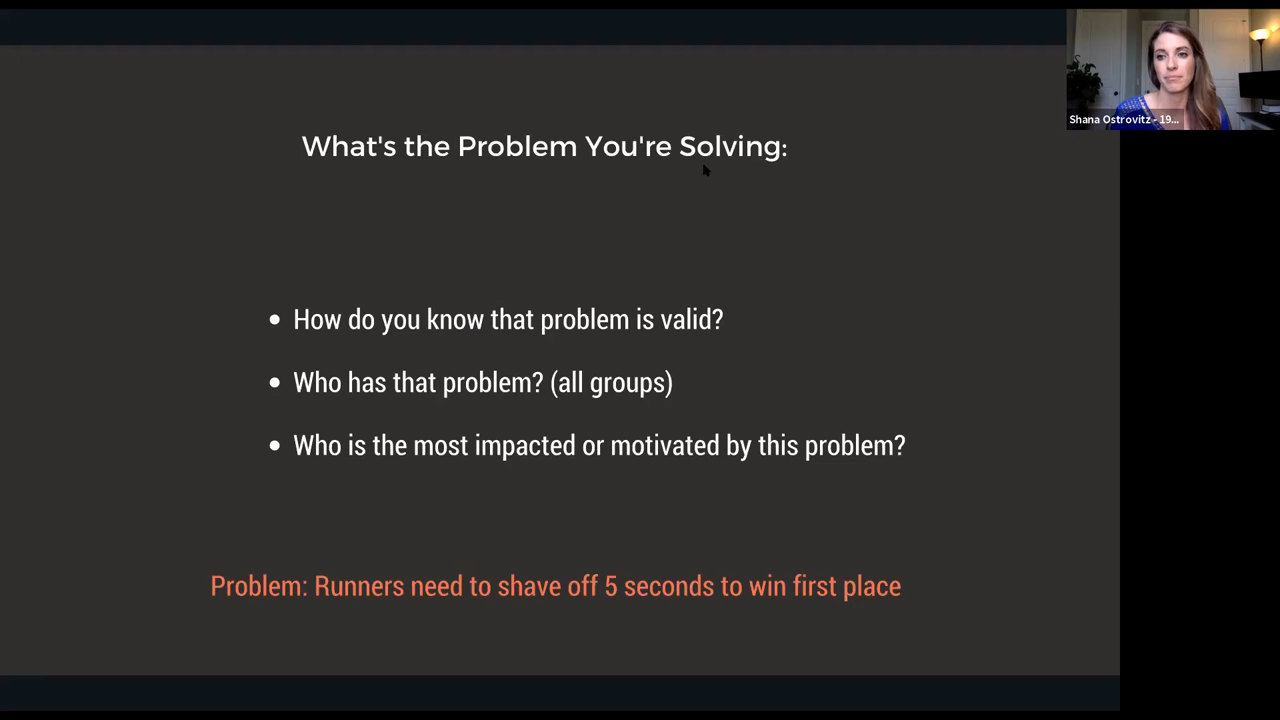 Shana Ostrovitz - 19...
What's the Problem You're Solving:
• How do you know that problem is valid?
• Who has that problem? (all groups)
• Who is the most impacted or motivated by this problem?
Problem: Runners need to shave off 5 seconds to win first place